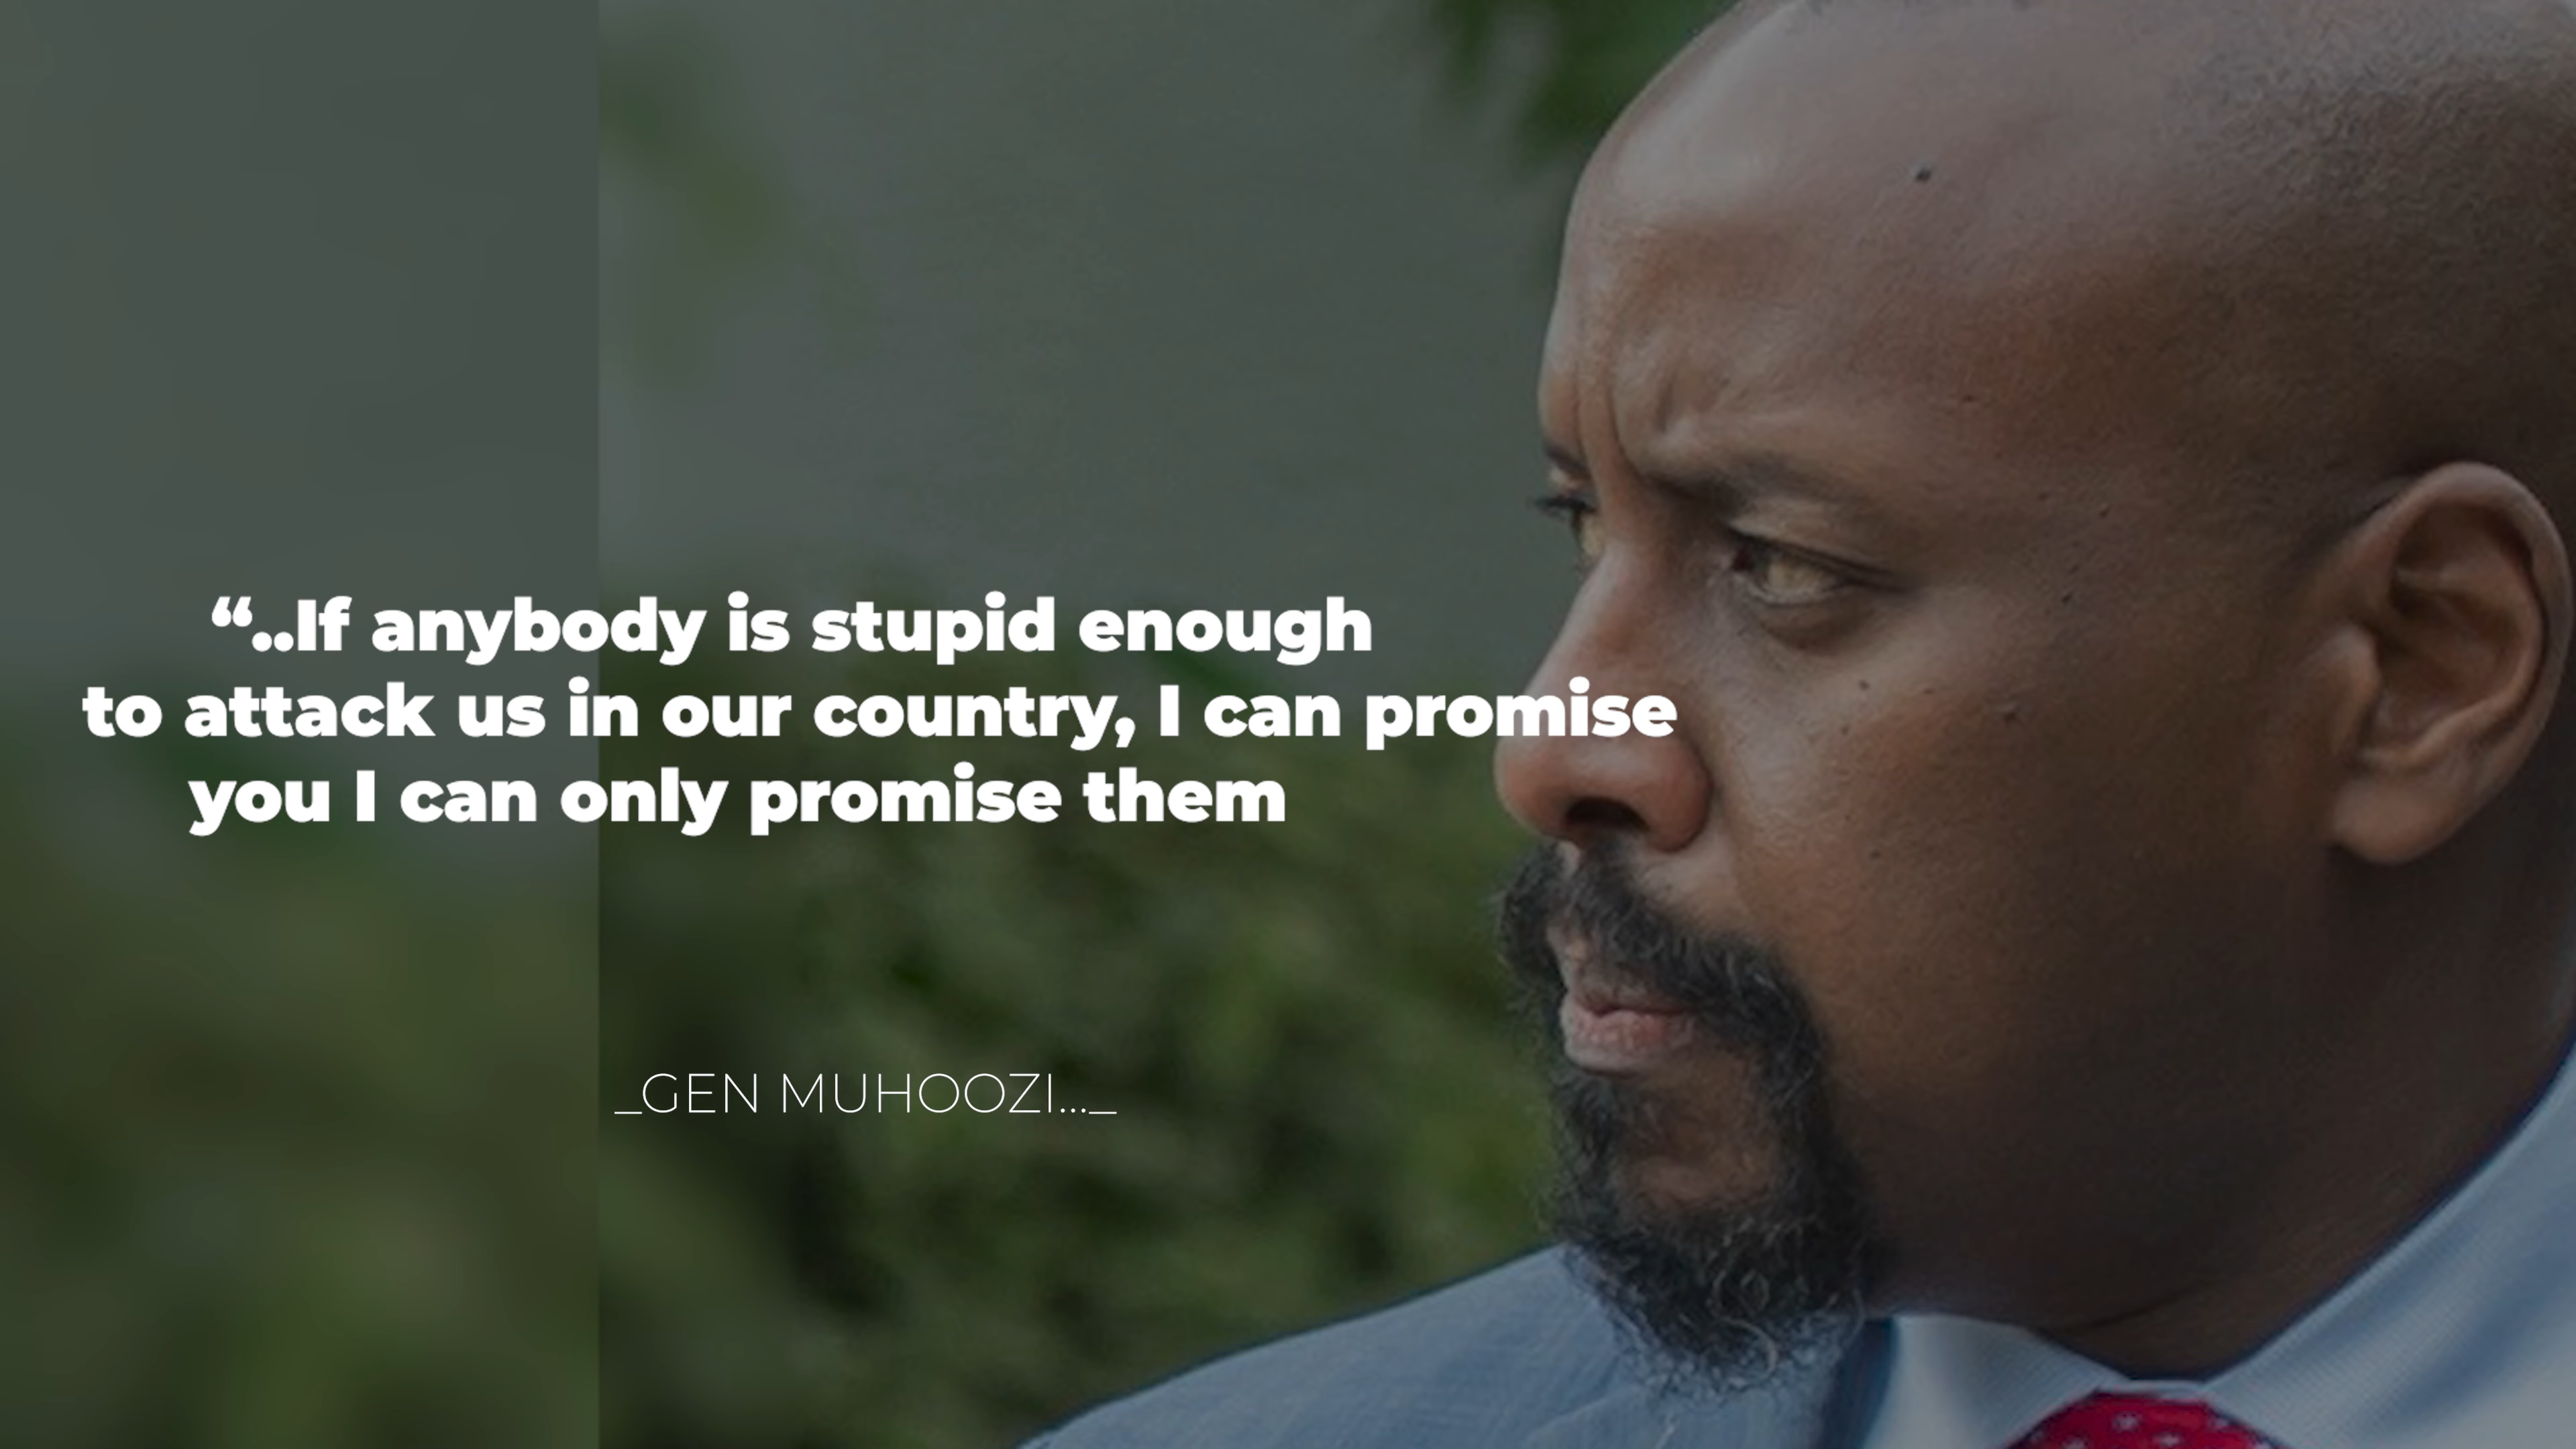 “..If anybody is stupid enough
to attack us in our country, I can promise
you I can only promise them
_GEN MUHOOZI..._